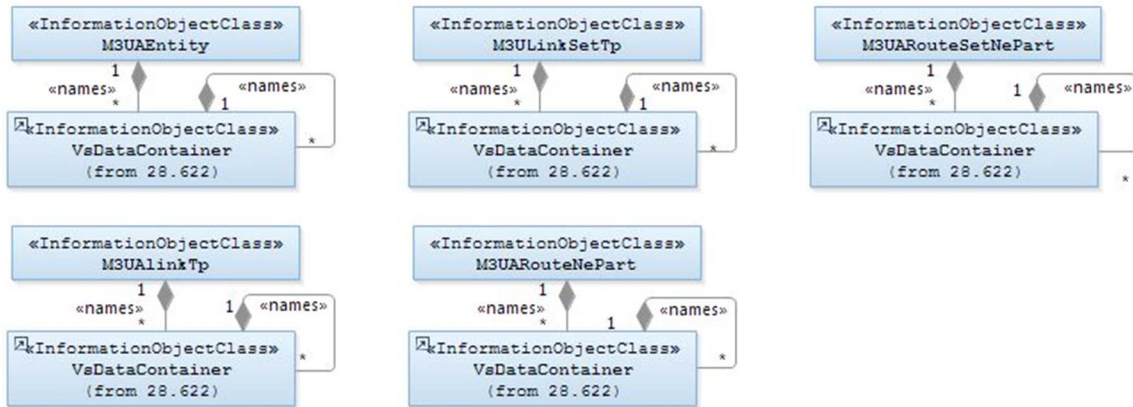 «InformationObjectClass»
M3UAEntity
1
«names»
*
1
«names»
*
«InformationObjectClass»
VsDataContainer
(from 28.622)
«InformationObjectClass»
M3ULinkSetTp
1
«names»
*
1
«names»
*
«InformationObjectClass»
VsDataContainer
(from 28.622)
«InformationObjectClass»
M3UARouteSetNePart
1
«names»
*
1
«names»
*
«InformationObjectClass»
VsDataContainer
(from 28.622)
«InformationObjectClass»
M3UAlinkTp
1
«names»
*
1
«names»
*
«InformationObjectClass»
VsDataContainer
(from 28.622)
«InformationObjectClass»
M3UARouteNePart
1
«names»
*
1
«names»
*
«InformationObjectClass»
VsDataContainer
(from 28.622)